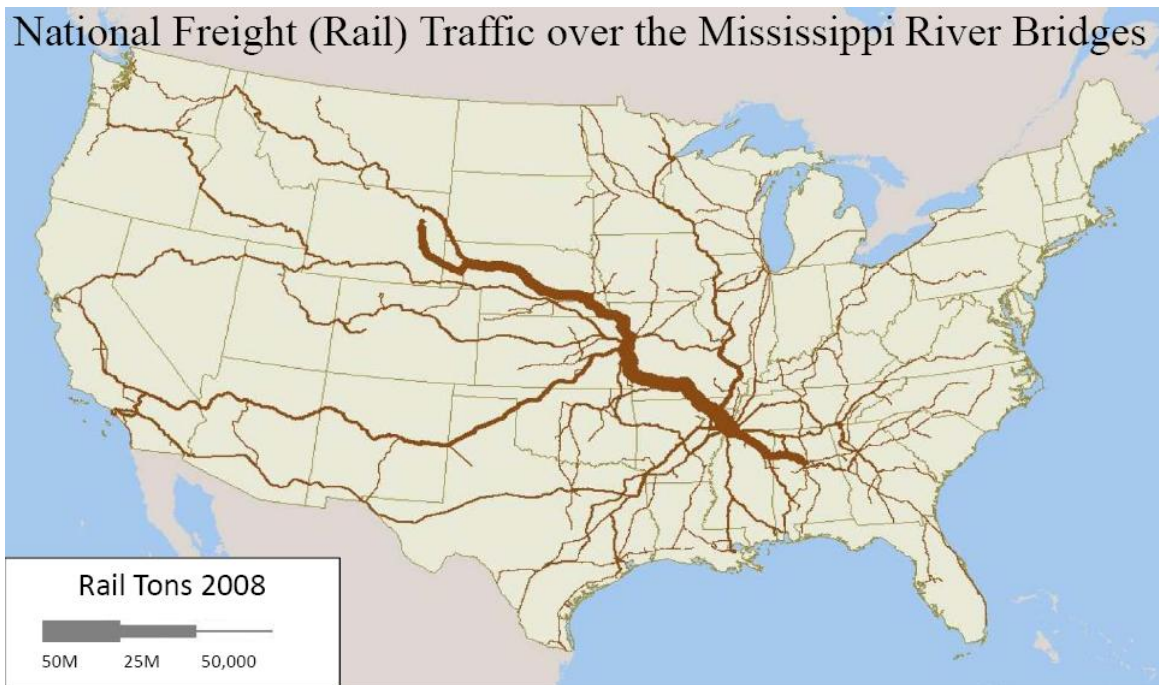 National Freight (Rail) Traffic over the Mississippi River Bridges
Rail Tons 2008
50M 25M 50,000